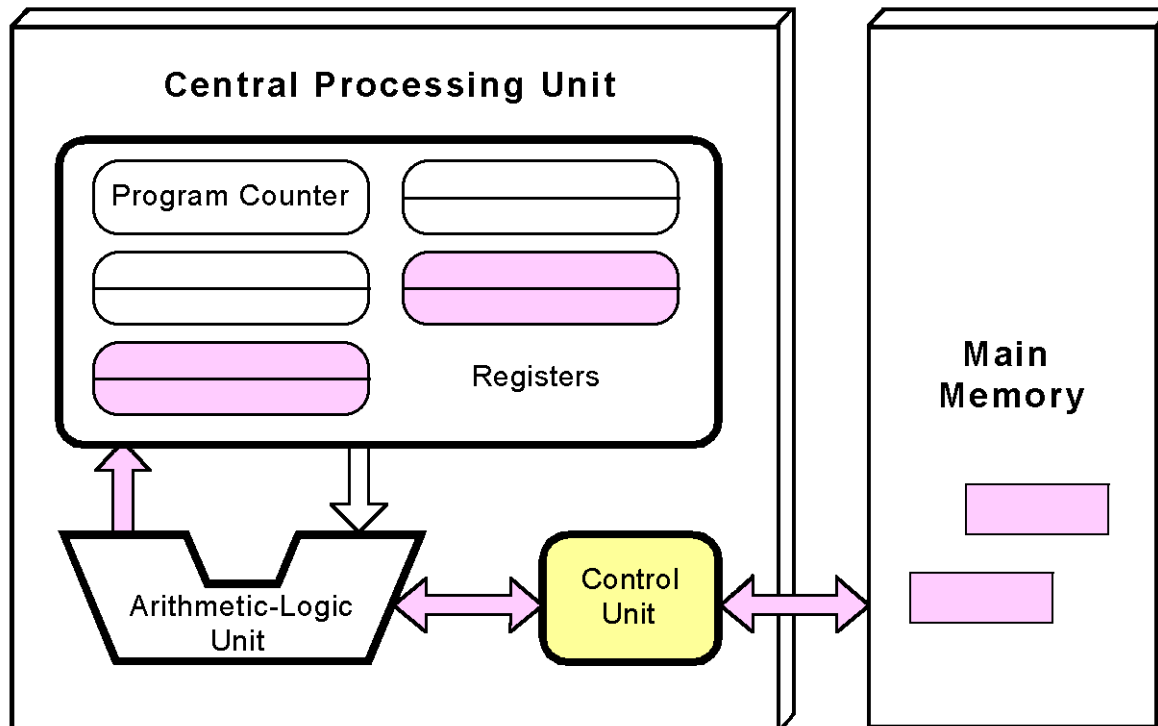 Central Processing Unit
Program Counter
Registers
Arithmetic-Logic
Unit
Control
Unit
Main
Memory